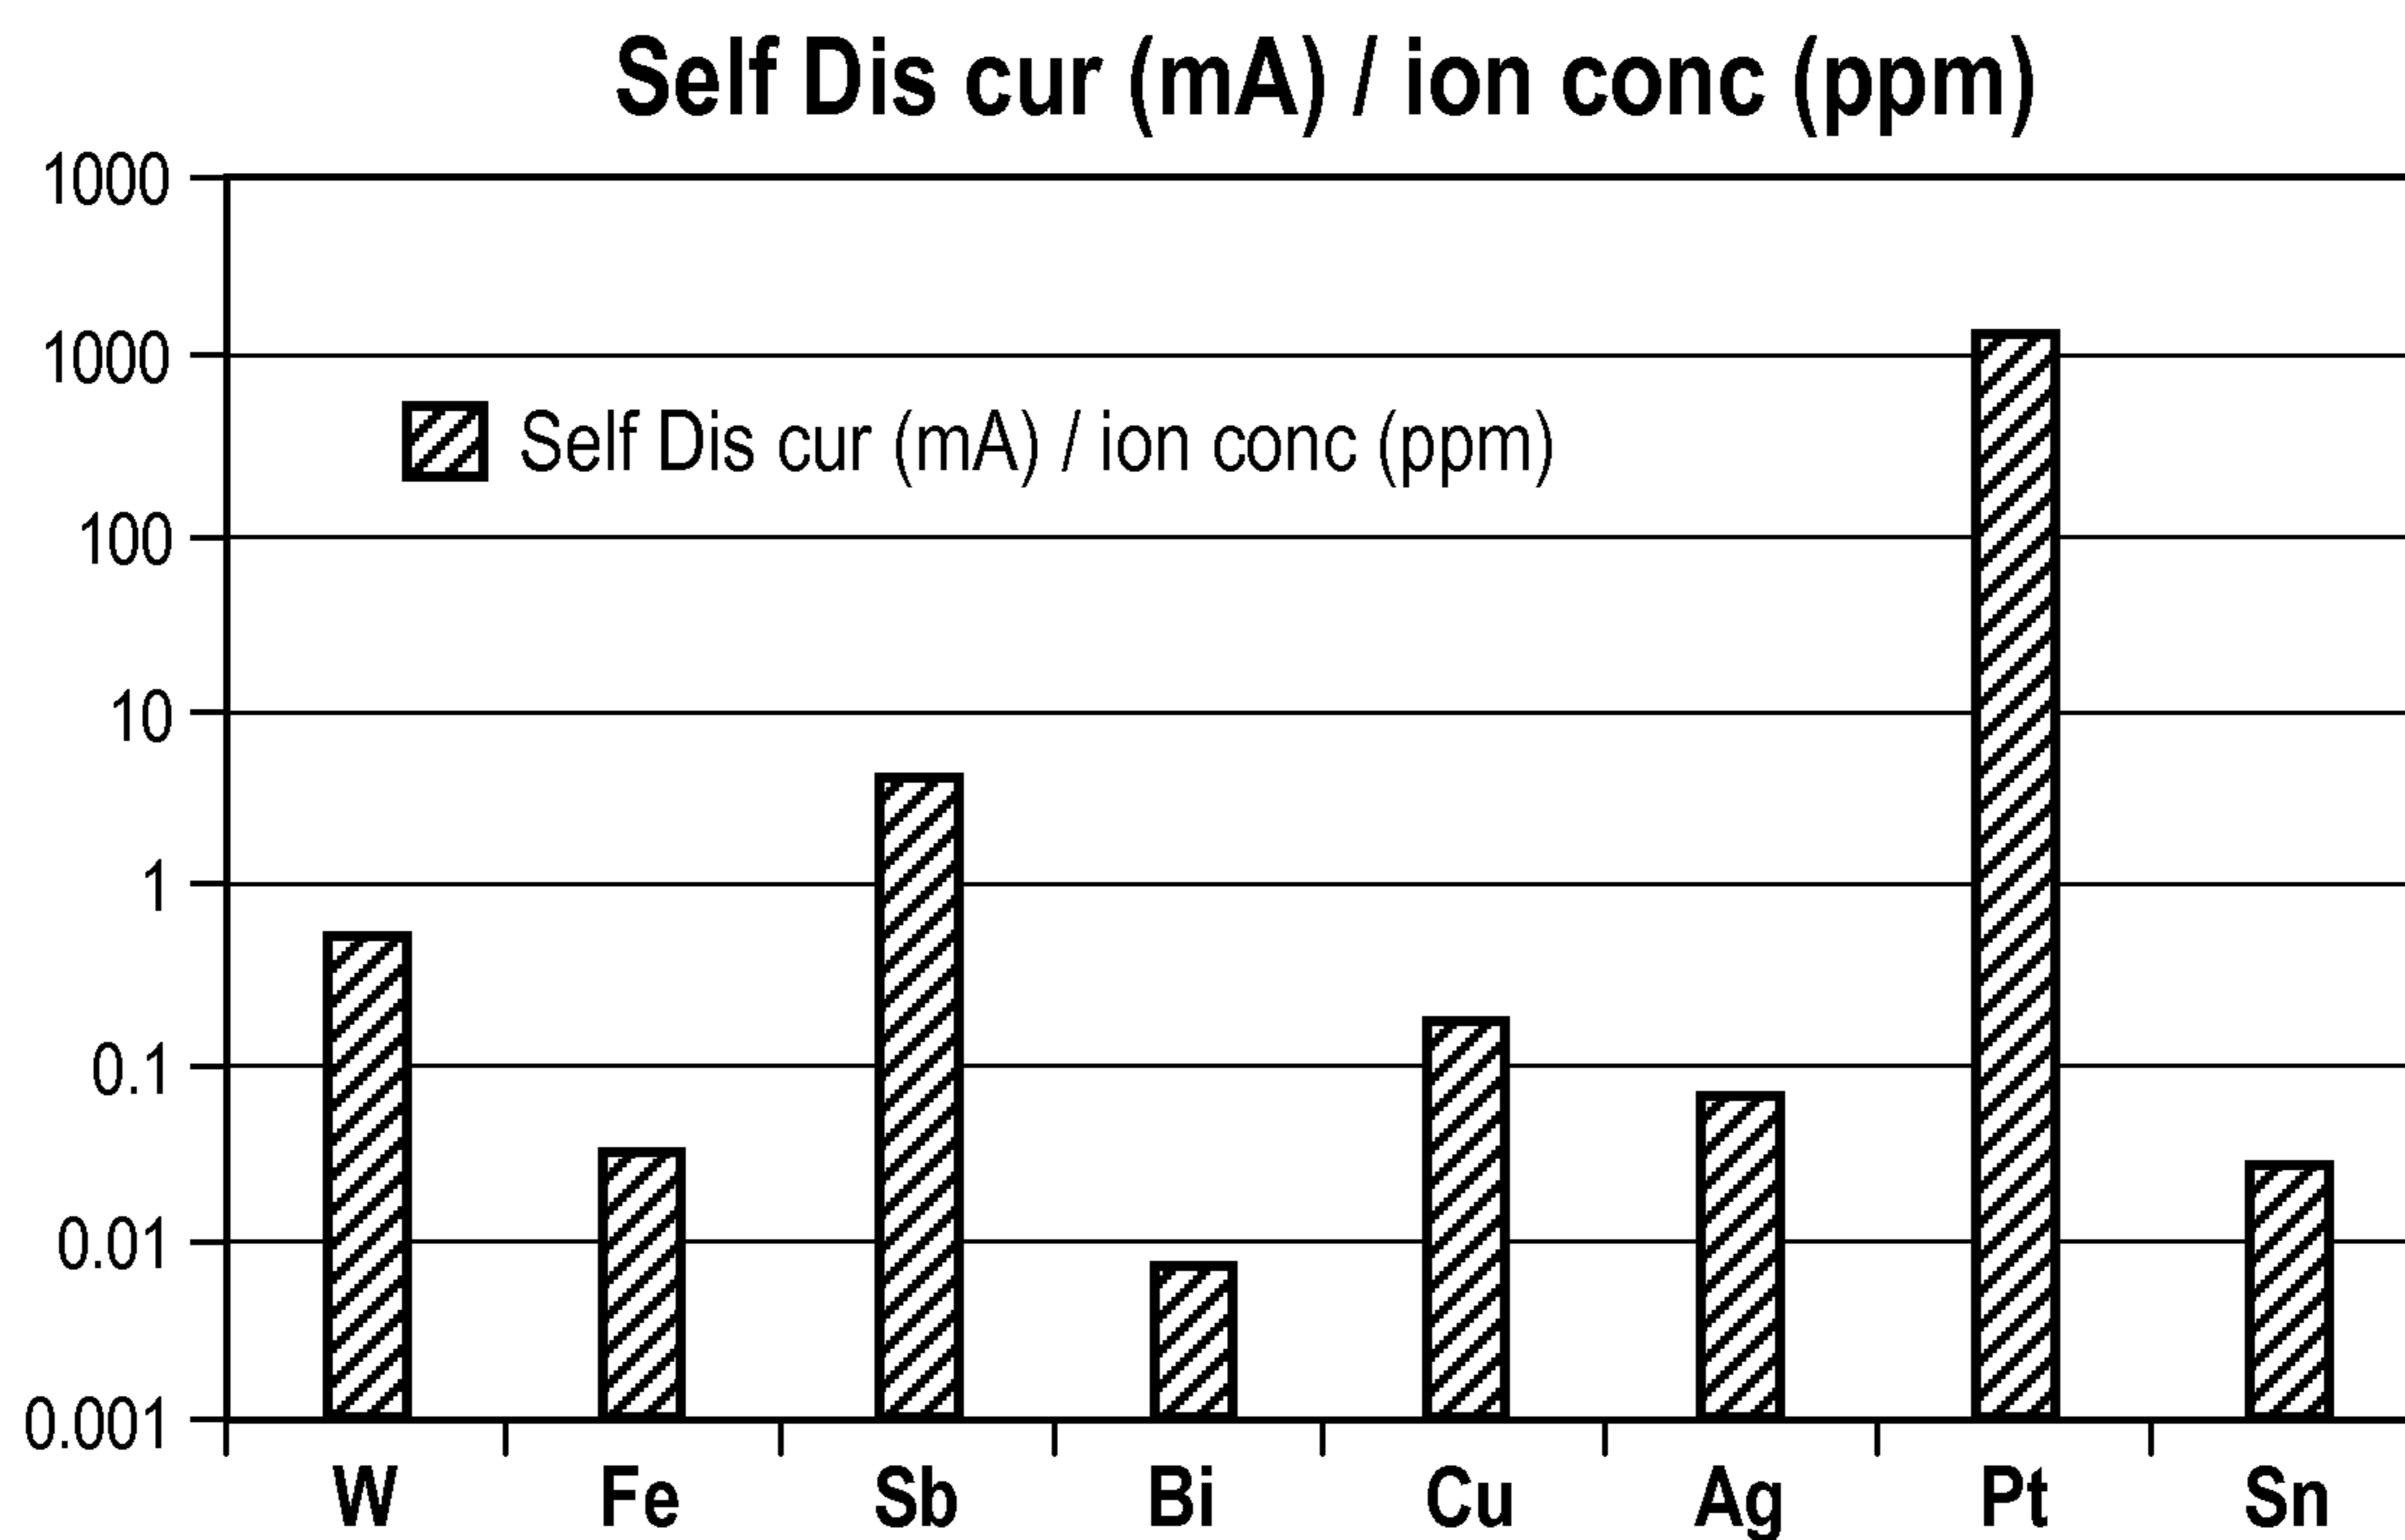 Self Dis cur (mA) / ion conc (ppm)
1000
1000
Self Dis cur (mA) / ion conc (ppm)
100
10
1
0.1
0.01
0.001
W Fe Sb Bi Cu Ag Pt Sn